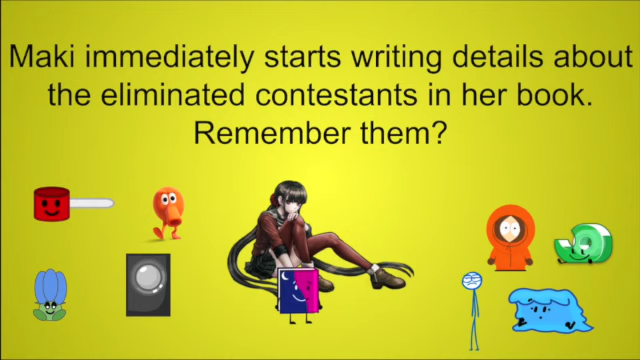 Maki immediately starts writing details about
the eliminated contestants in her book.
Remember them?